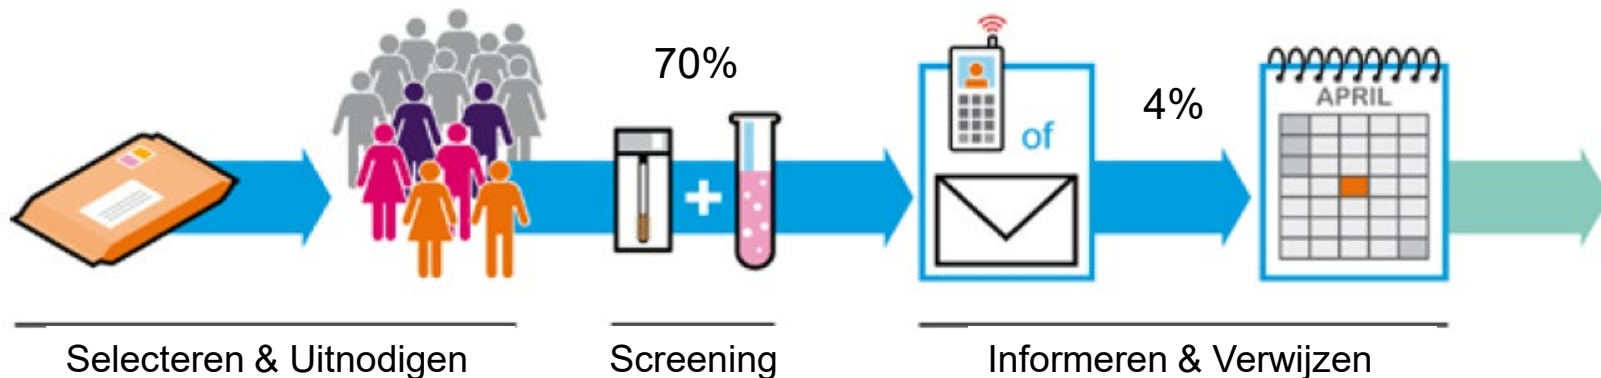 70%
4%
of
APRIL
Selecteren & Uitnodigen
Screening
Informeren & Verwijzen